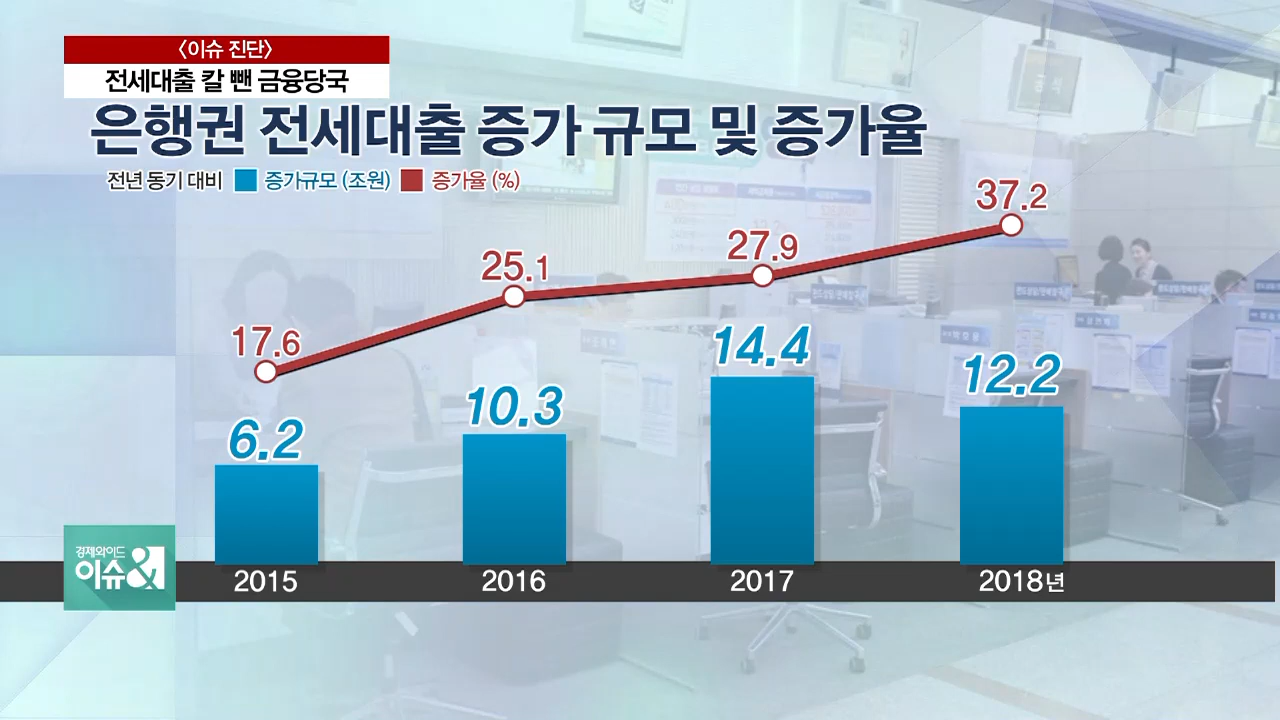 <이슈 진단>
전세대출 칼 뺀 금융당국
은행권 전세대출 증가 규모 및 증가율
전년 동기 대비 증가규모 (조원) 증가율 (%)
37.2
27.9
25.1
17.6
14.4
12.2
10.3
6.2
경제와이드
이슈&
2015 2016 2017 2018년